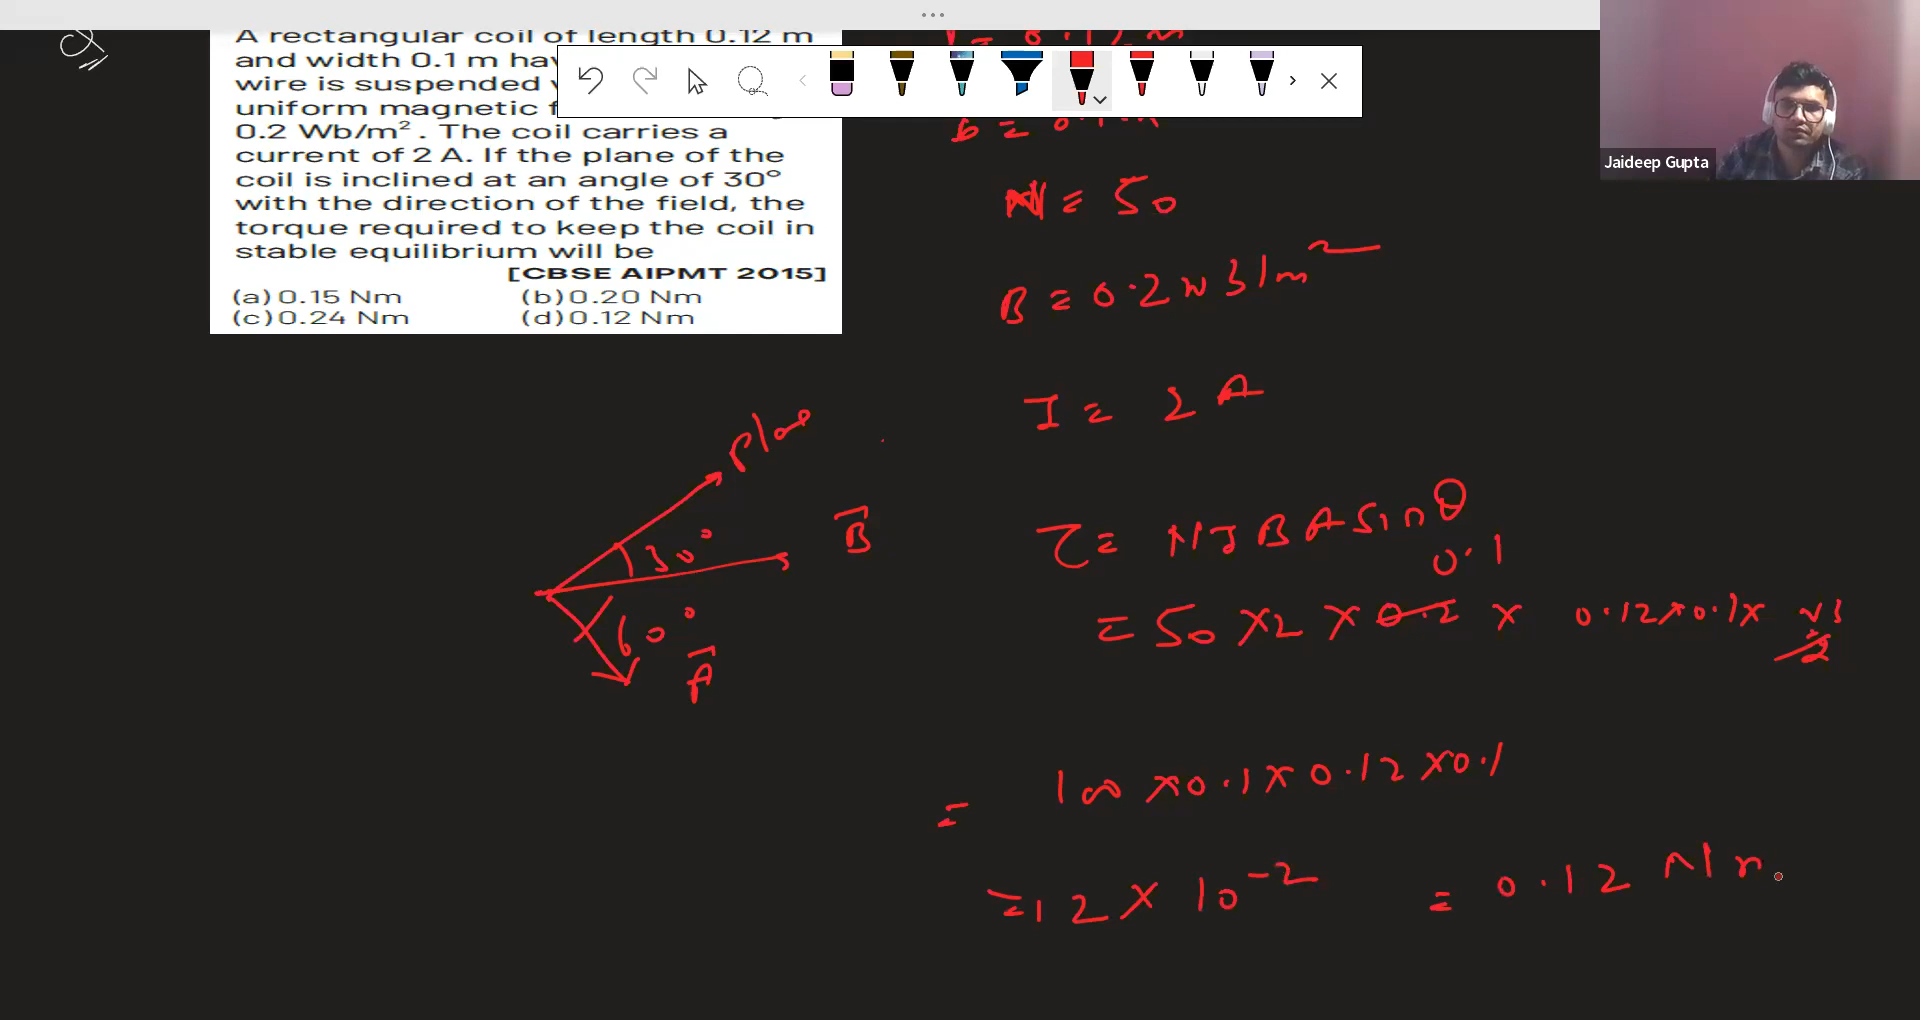 A rectangular coil of length 0.12 m
and width 0.1 m hav
wire is suspended v
uniform magnetic f
0.2 Wb/m². The coil carries a
current of 2 A. If the plane of the
coil is inclined at an angle of 30°
with the direction of the field, the
torque required to keep the coil in
stable equilibrium will be
[CBSE AIPMT 2015]
(a) 0.15 Nm (b) 0.20 Nm
(c) 0.24 Nm (d) 0.12 Nm
Jaideep Gupta
N = 50
B = 0.2 wb/m²
I = 2 A
30°
B
60°
A
τ = NIBA sin θ
0.1
= 50 × 2 × 0.2 × 0.12 × 0.1 × √3
2
= 100 × 0.1 × 0.12 × 0.1
= 12 × 10⁻² = 0.12 N m